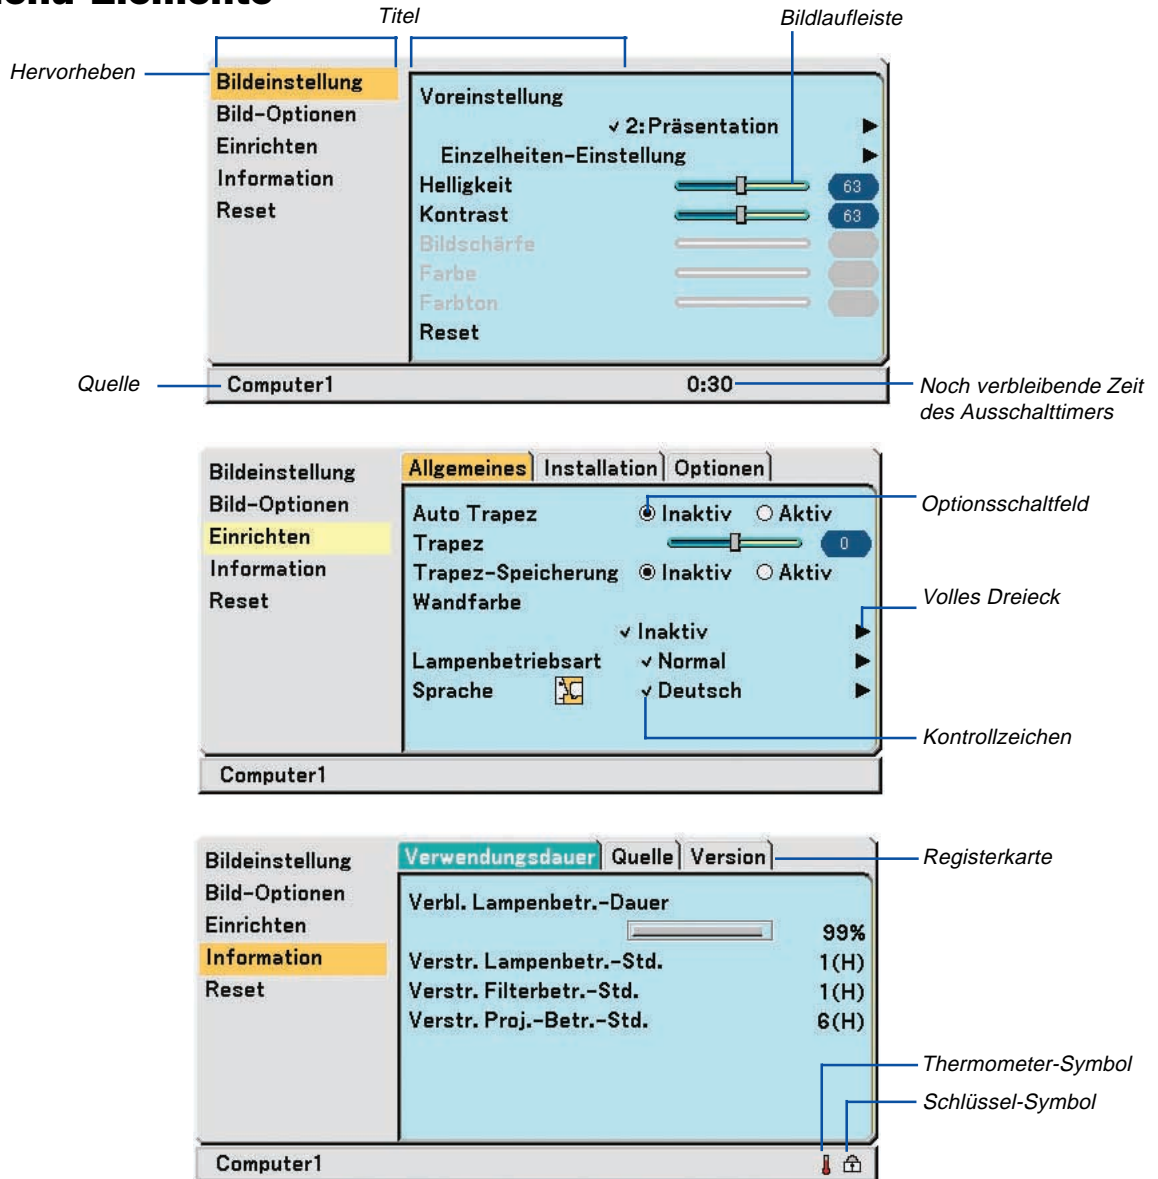 Menü-Elemente
Titel
Bildlaufleiste
Hervorheben
Bildeinstellung
Bild-Optionen
Einrichten
Information
Reset
Voreinstellung
✓ 2:Präsentation ▶
Einzelheiten-Einstellung ▶
Helligkeit 63
Kontrast 63
Bildschärfe
Farbe
Farbton
Reset
Quelle
Computer1
0:30
Noch verbleibende Zeit
des Ausschalttimers
Bildeinstellung
Bild-Optionen
Einrichten
Information
Reset
Allgemeines Installation Optionen
Auto Trapez Inaktiv Aktiv
Trapez 0
Trapez-Speicherung Inaktiv Aktiv
Wandfarbe
✓ Inaktiv ▶
Lampenbetriebsart ✓ Normal ▶
Sprache ✓ Deutsch ▶
Optionsschaltfeld
Volles Dreieck
Kontrollzeichen
Computer1
Bildeinstellung
Bild-Optionen
Einrichten
Information
Reset
Verwendungsdauer Quelle Version
Registerkarte
Verbl. Lampenbetr.-Dauer
99%
Verstr. Lampenbetr.-Std. 1(H)
Verstr. Filterbetr.-Std. 1(H)
Verstr. Proj.-Betr.-Std. 6(H)
Thermometer-Symbol
Schlüssel-Symbol
Computer1